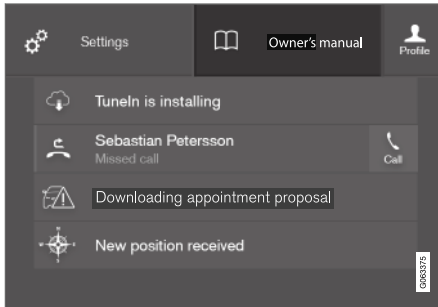 Settings
Owner's manual
Profile
TuneIn is installing
Sebastian Petersson
Missed call
Call
Downloading appointment proposal
New position received
G063375